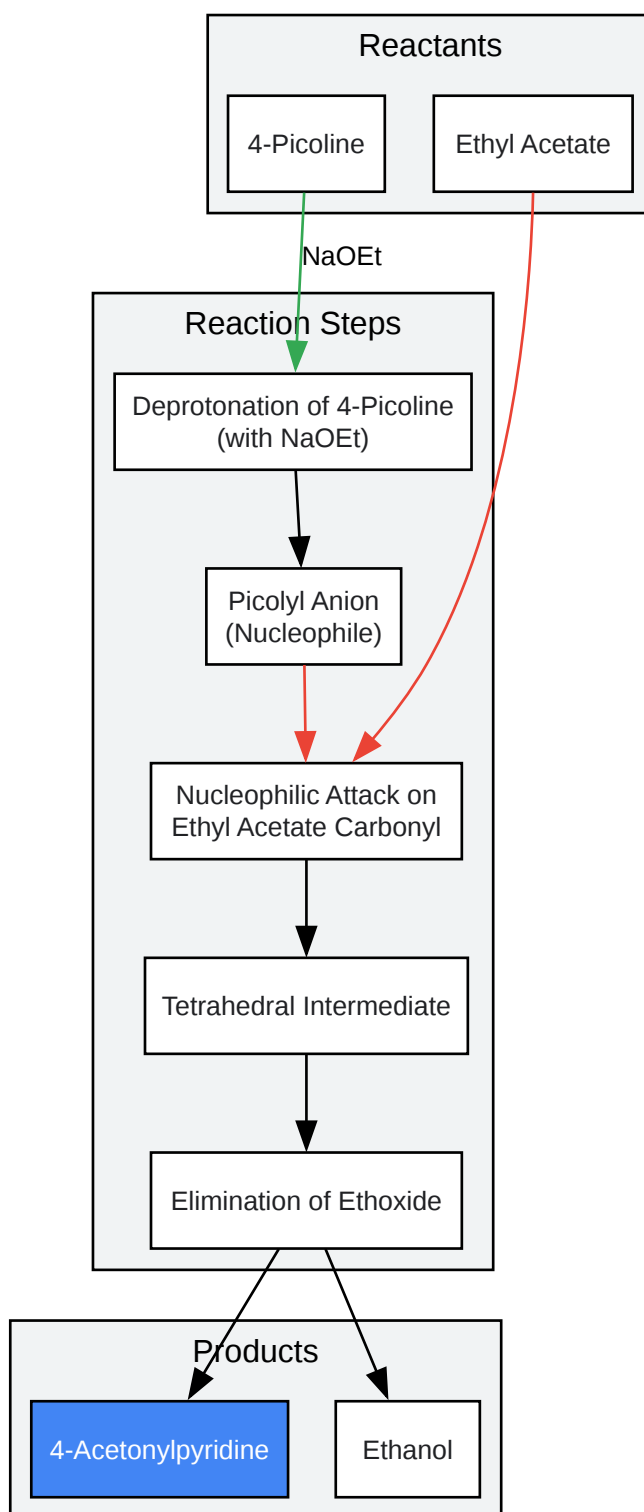 Reactants
4-Picoline
Ethyl Acetate
NaOEt
Reaction Steps
Deprotonation of 4-Picoline
(with NaOEt)
Picolyl Anion
(Nucleophile)
Nucleophilic Attack on
Ethyl Acetate Carbonyl
Tetrahedral Intermediate
Elimination of Ethoxide
Products
4-Acetonylpyridine
Ethanol